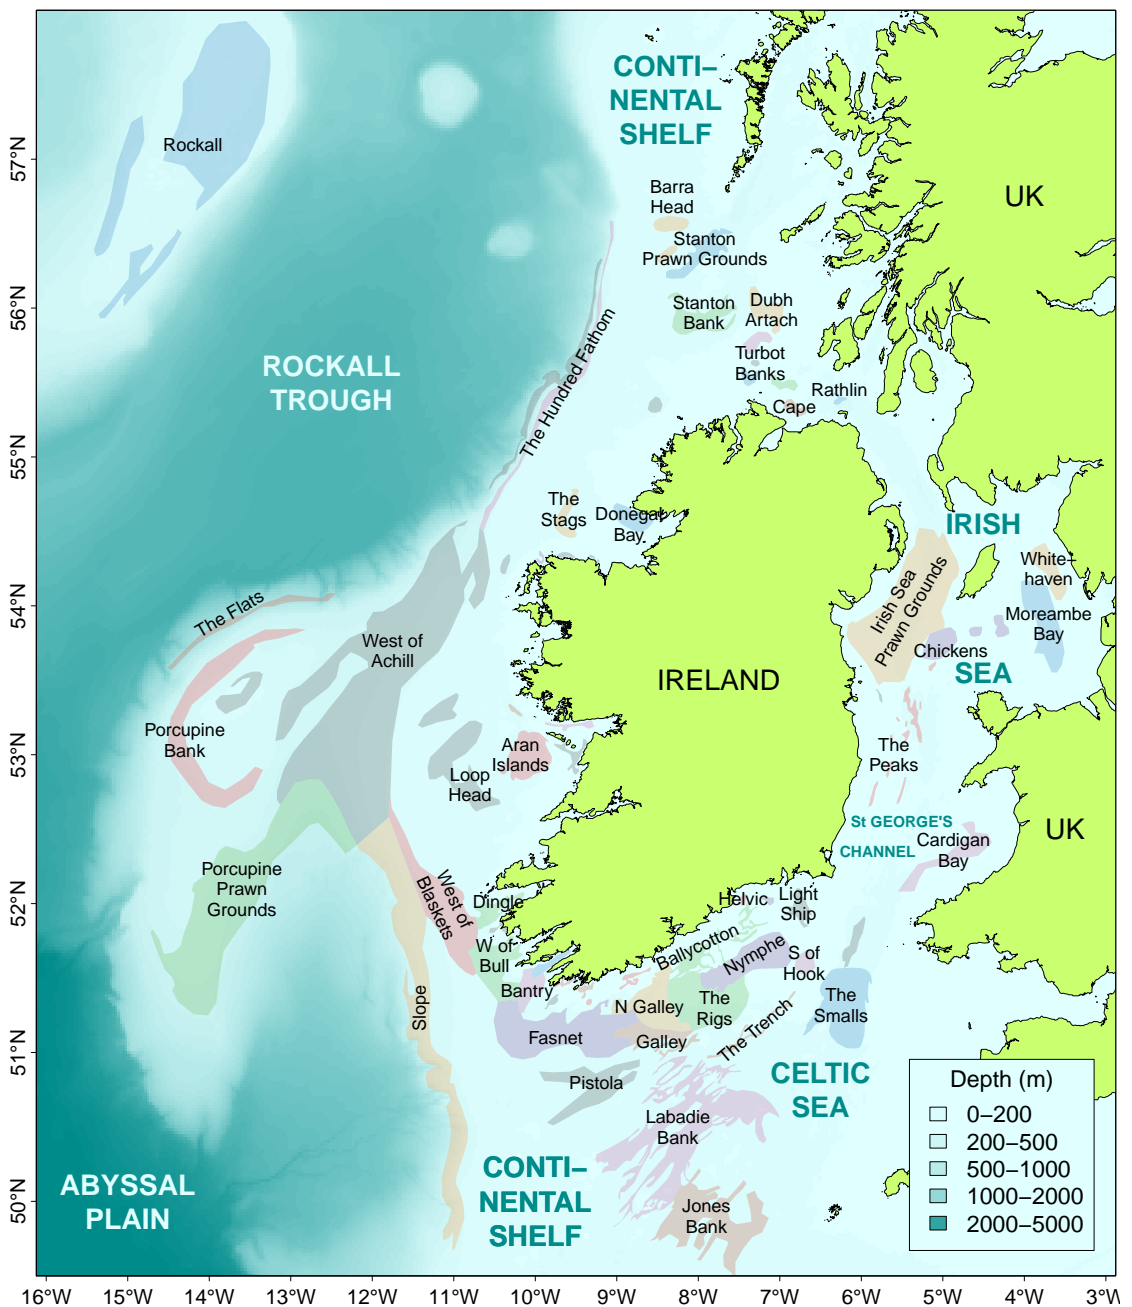 CONTI–
NENTAL
SHELF
Rockall
57°N
UK
Barra
Head
Stanton
Prawn Grounds
56°N
Stanton
Bank
Dubh
Artach
ROCKALL
TROUGH
The Hundred Fathom
Turbot
Banks
Rathlin
Cape
55°N
The
Stags
Donegal
Bay
IRISH
White–
haven
54°N
The Flats
Irish Sea
Prawn Grounds
Moreambe
Bay
West of
Achill
Chickens
SEA
IRELAND
Porcupine
Bank
53°N
Aran
Islands
Loop
Head
The
Peaks
St GEORGE'S
CHANNEL
Cardigan
Bay
UK
Porcupine
Prawn
Grounds
52°N
West of
Blaskets
Dingle
Helvic
Light
Ship
W of
Bull
Ballycotton
Nymphe
S of
Hook
Bantry
Slope
N Galley
The
Rigs
The
Smalls
51°N
Fasnet
Galley
The Trench
Pistola
CELTIC
SEA
Labadie
Bank
50°N
ABYSSAL
PLAIN
CONTI–
NENTAL
SHELF
Jones
Bank
Depth (m)
0–200
200–500
500–1000
1000–2000
2000–5000
16°W 15°W 14°W 13°W 12°W 11°W 10°W 9°W 8°W 7°W 6°W 5°W 4°W 3°W